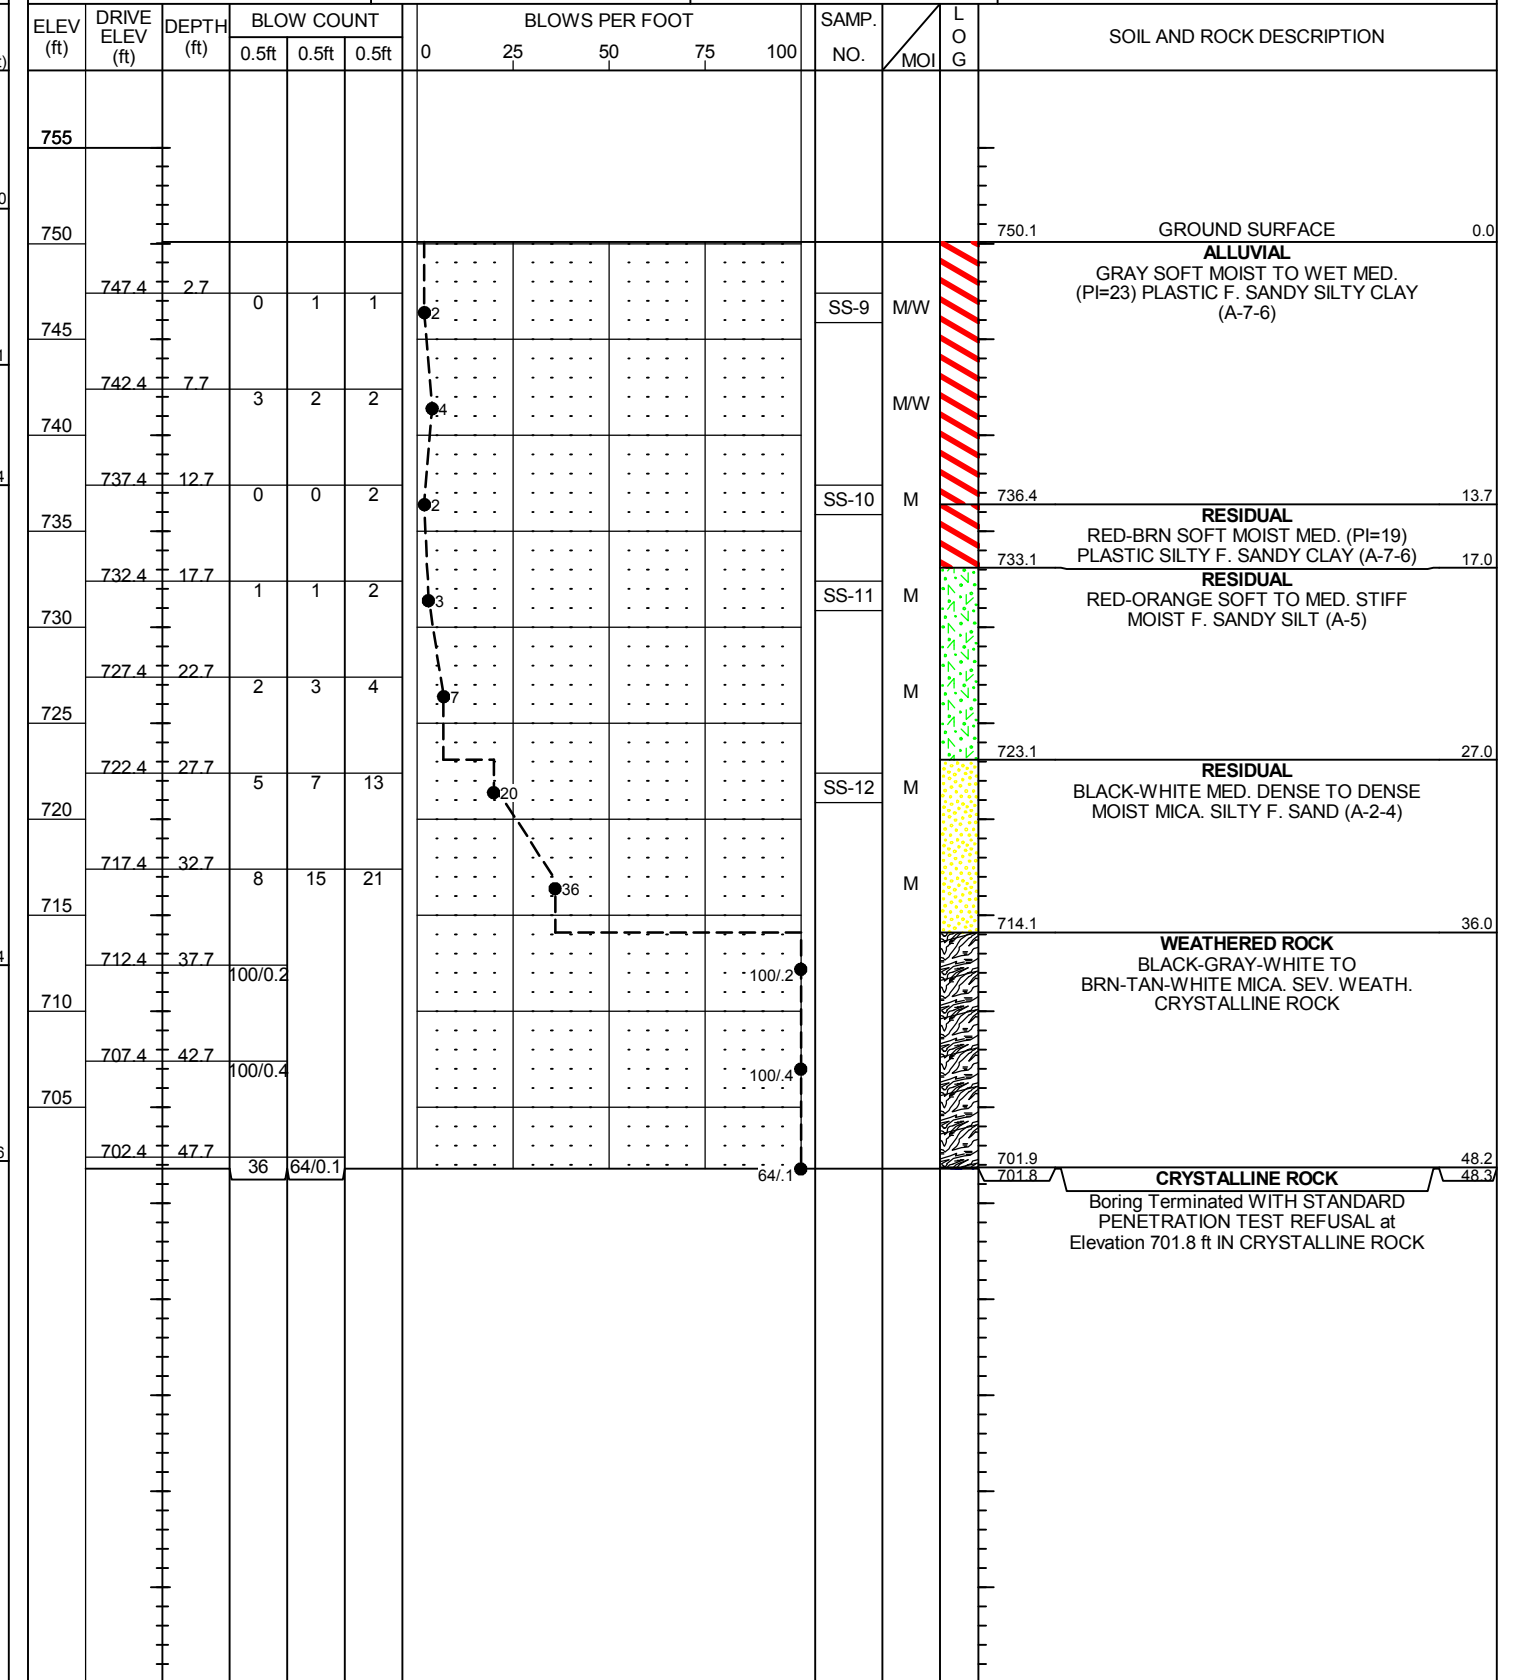 ELEV (ft) DRIVE ELEV (ft) DEPTH (ft) BLOW COUNT BLOWS PER FOOT SAMP. NO. MOI L O G SOIL AND ROCK DESCRIPTION
0.5ft 0.5ft 0.5ft 0 25 50 75 100
755
750.1 GROUND SURFACE 0.0
750
ALLUVIAL
GRAY SOFT MOIST TO WET MED.
(PI=23) PLASTIC F. SANDY SILTY CLAY
(A-7-6)
747.4 2.7
0 1 1 2 SS-9 M/W
745
742.4 7.7
3 2 2 4 M/W
740
737.4 12.7
0 0 2 2 SS-10 M
736.4 13.7
735
RESIDUAL
RED-BRN SOFT MOIST MED. (PI=19)
PLASTIC SILTY F. SANDY CLAY (A-7-6)
733.1 17.0
732.4 17.7
RESIDUAL
RED-ORANGE SOFT TO MED. STIFF
MOIST F. SANDY SILT (A-5)
1 1 2 3 SS-11 M
730
727.4 22.7
2 3 4 7 M
725
723.1 27.0
722.4 27.7
RESIDUAL
BLACK-WHITE MED. DENSE TO DENSE
MOIST MICA. SILTY F. SAND (A-2-4)
5 7 13 20 SS-12 M
720
717.4 32.7
8 15 21 36 M
715
714.1 36.0
WEATHERED ROCK
BLACK-GRAY-WHITE TO
BRN-TAN-WHITE MICA. SEV. WEATH.
CRYSTALLINE ROCK
712.4 37.7
100/0.2 100/.2
710
707.4 42.7
100/0.4 100/.4
705
702.4 47.7
36 64/0.1 64/.1
701.9 48.2
701.8 CRYSTALLINE ROCK 48.3
Boring Terminated WITH STANDARD
PENETRATION TEST REFUSAL at
Elevation 701.8 ft IN CRYSTALLINE ROCK